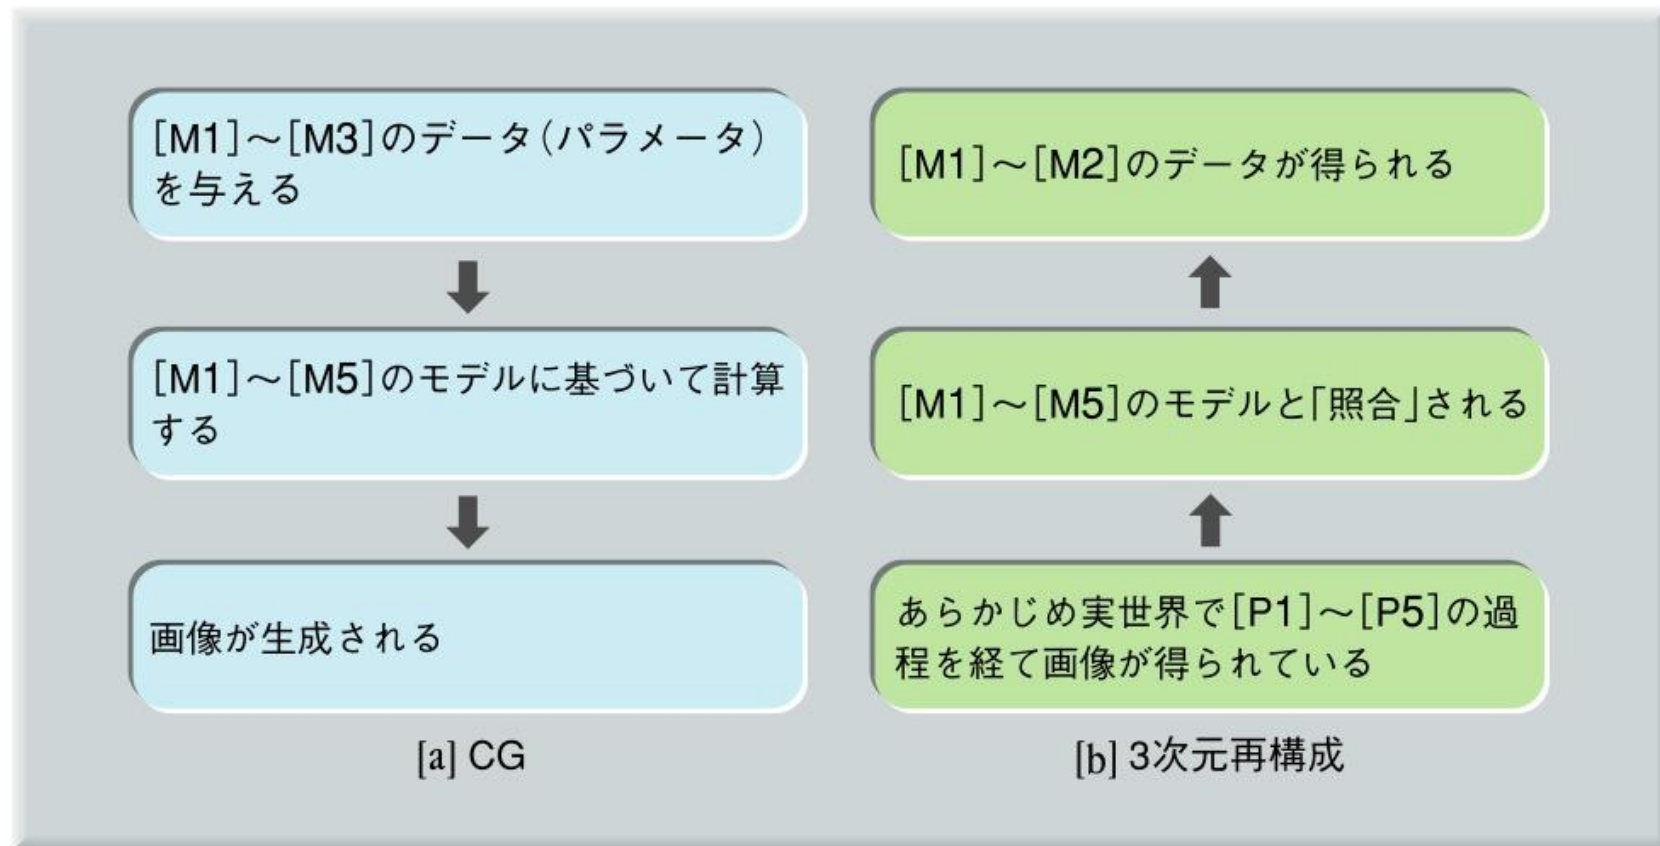 [M1]～[M3]のデータ(パラメータ)
を与える
[M1]～[M5]のモデルに基づいて計算
する
画像が生成される
[a] CG
[M1]～[M2]のデータが得られる
[M1]～[M5]のモデルと「照合」される
あらかじめ実世界で[P1]～[P5]の過
程を経て画像が得られている
[b] 3次元再構成